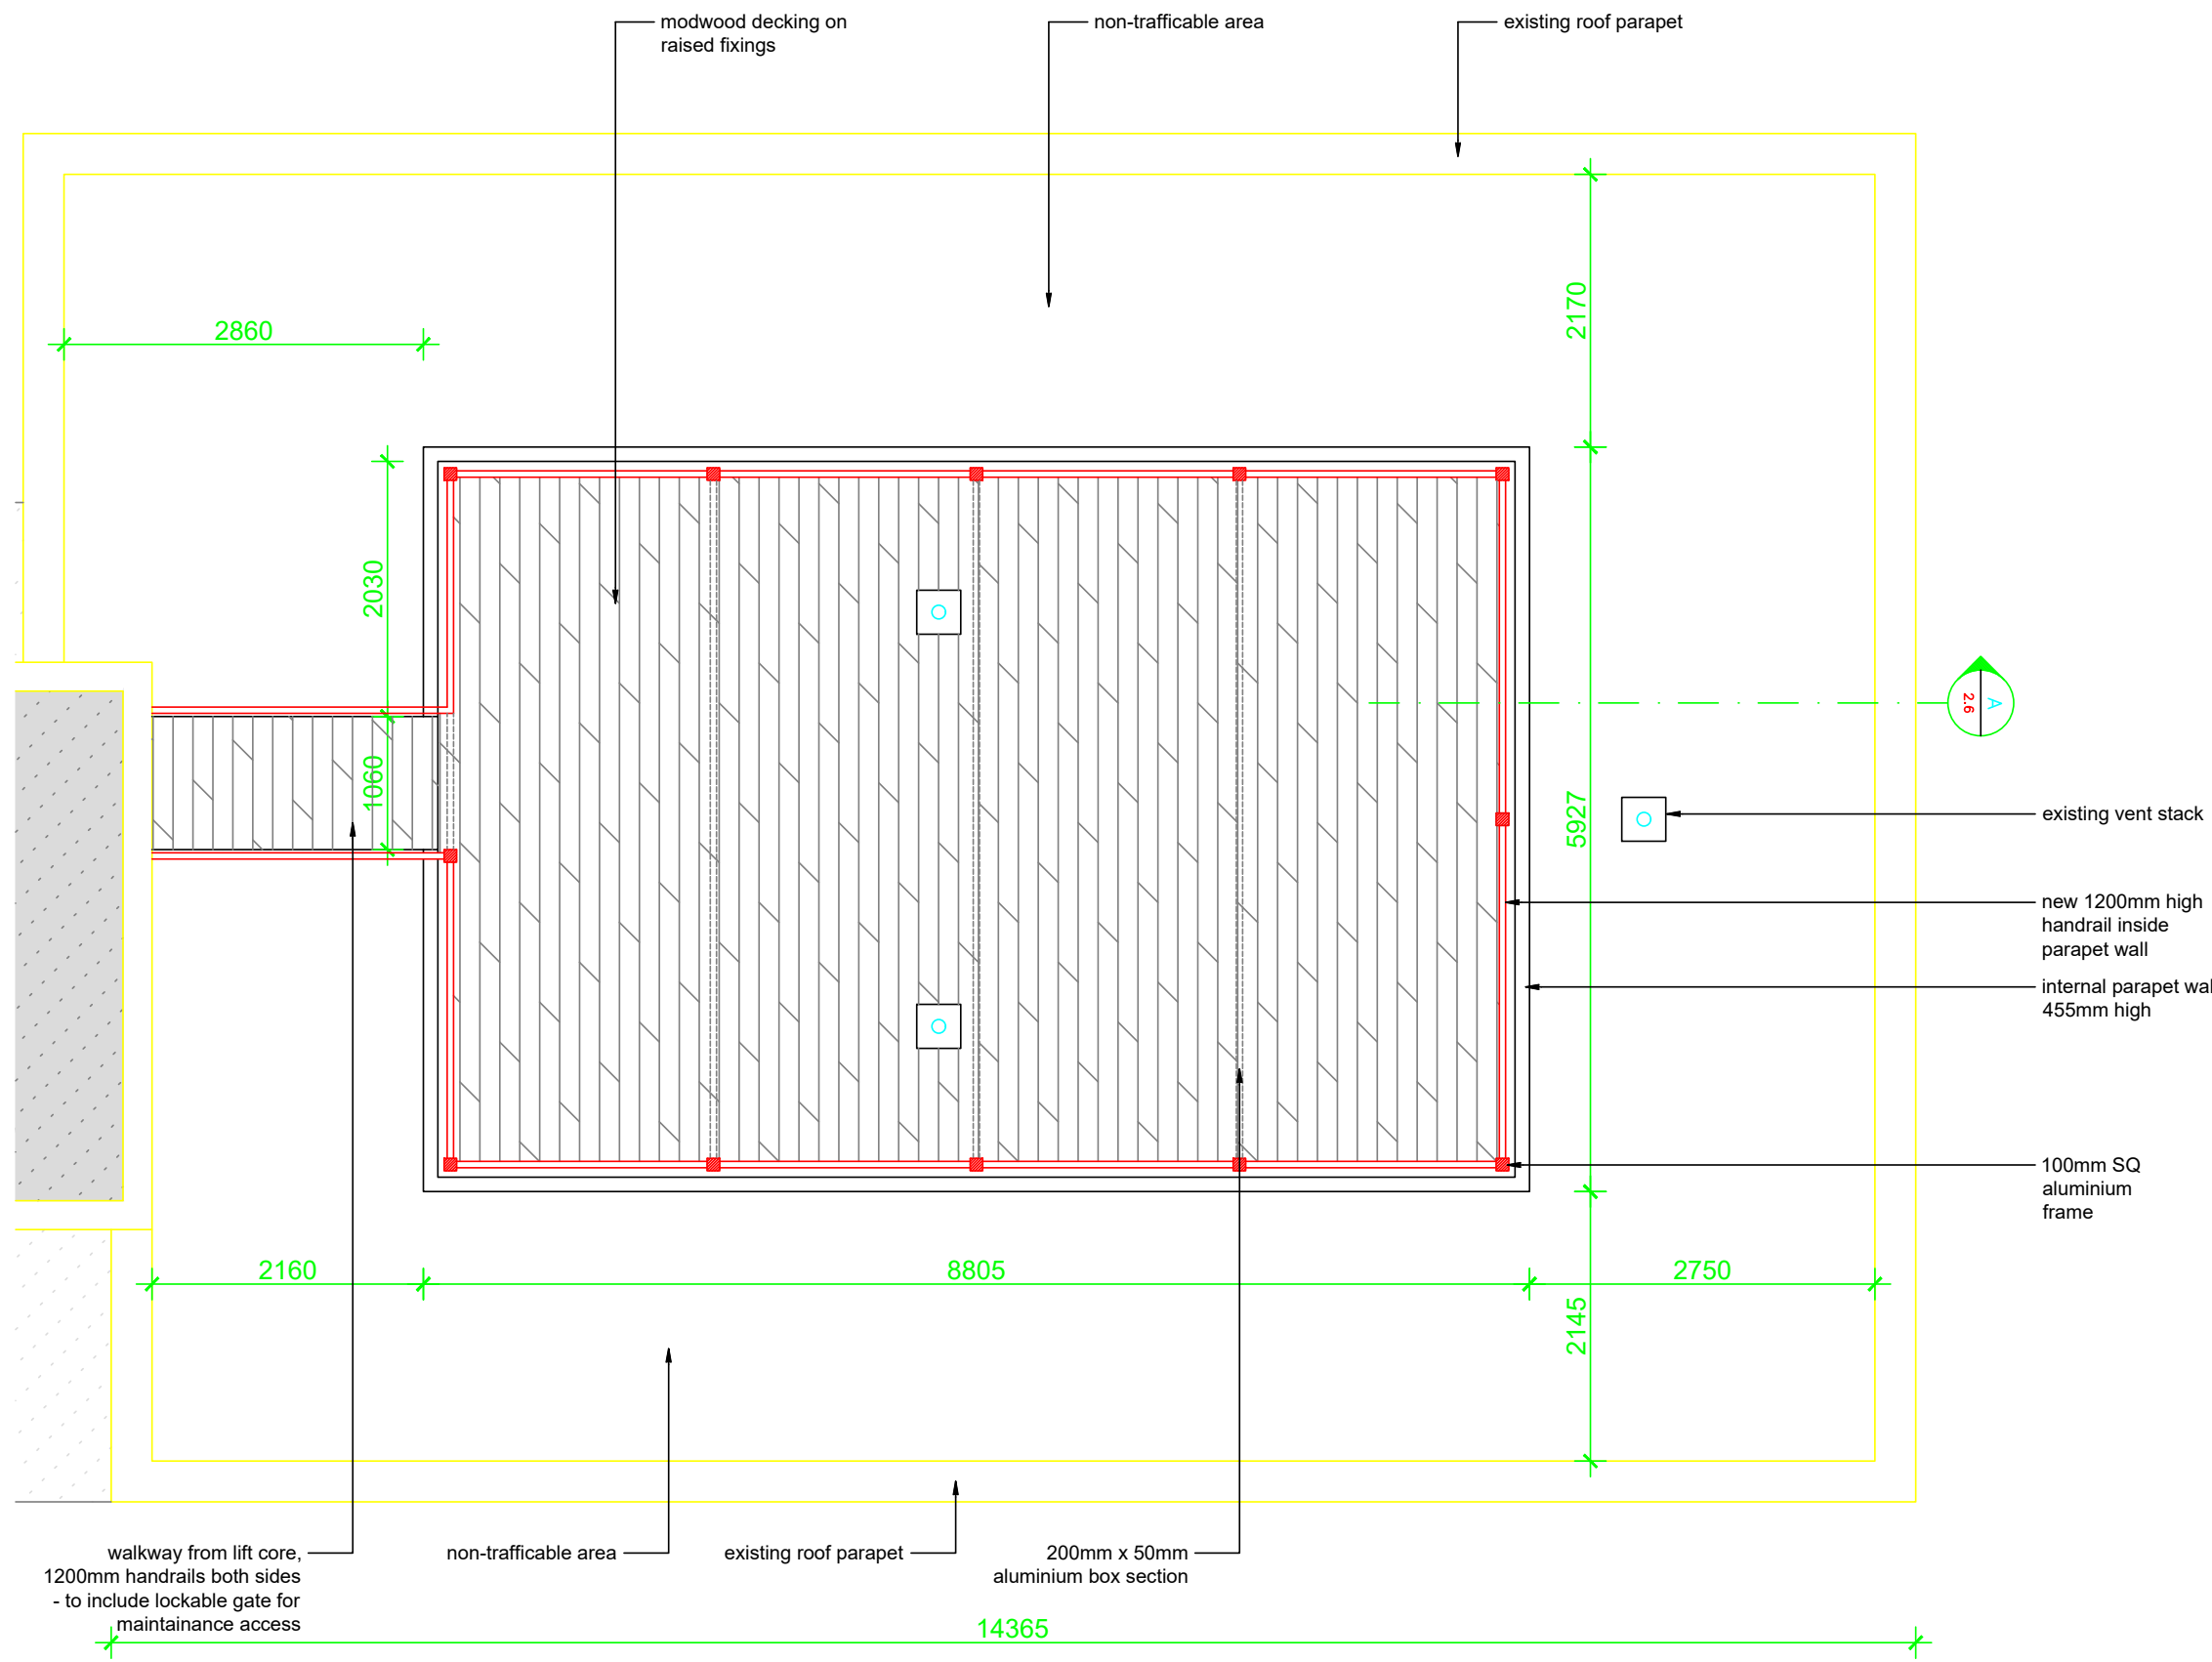 modwood decking on
raised fixings
non-trafficable area
existing roof parapet
2860
2170
2030
1060
5927
A
2.6
existing vent stack
new 1200mm high
handrail inside
parapet wall
internal parapet wal
455mm high
100mm SQ
aluminium
frame
2160
8805
2750
2145
walkway from lift core,
1200mm handrails both sides
- to include lockable gate for
maintainance access
non-trafficable area
existing roof parapet
200mm x 50mm
aluminium box section
14365